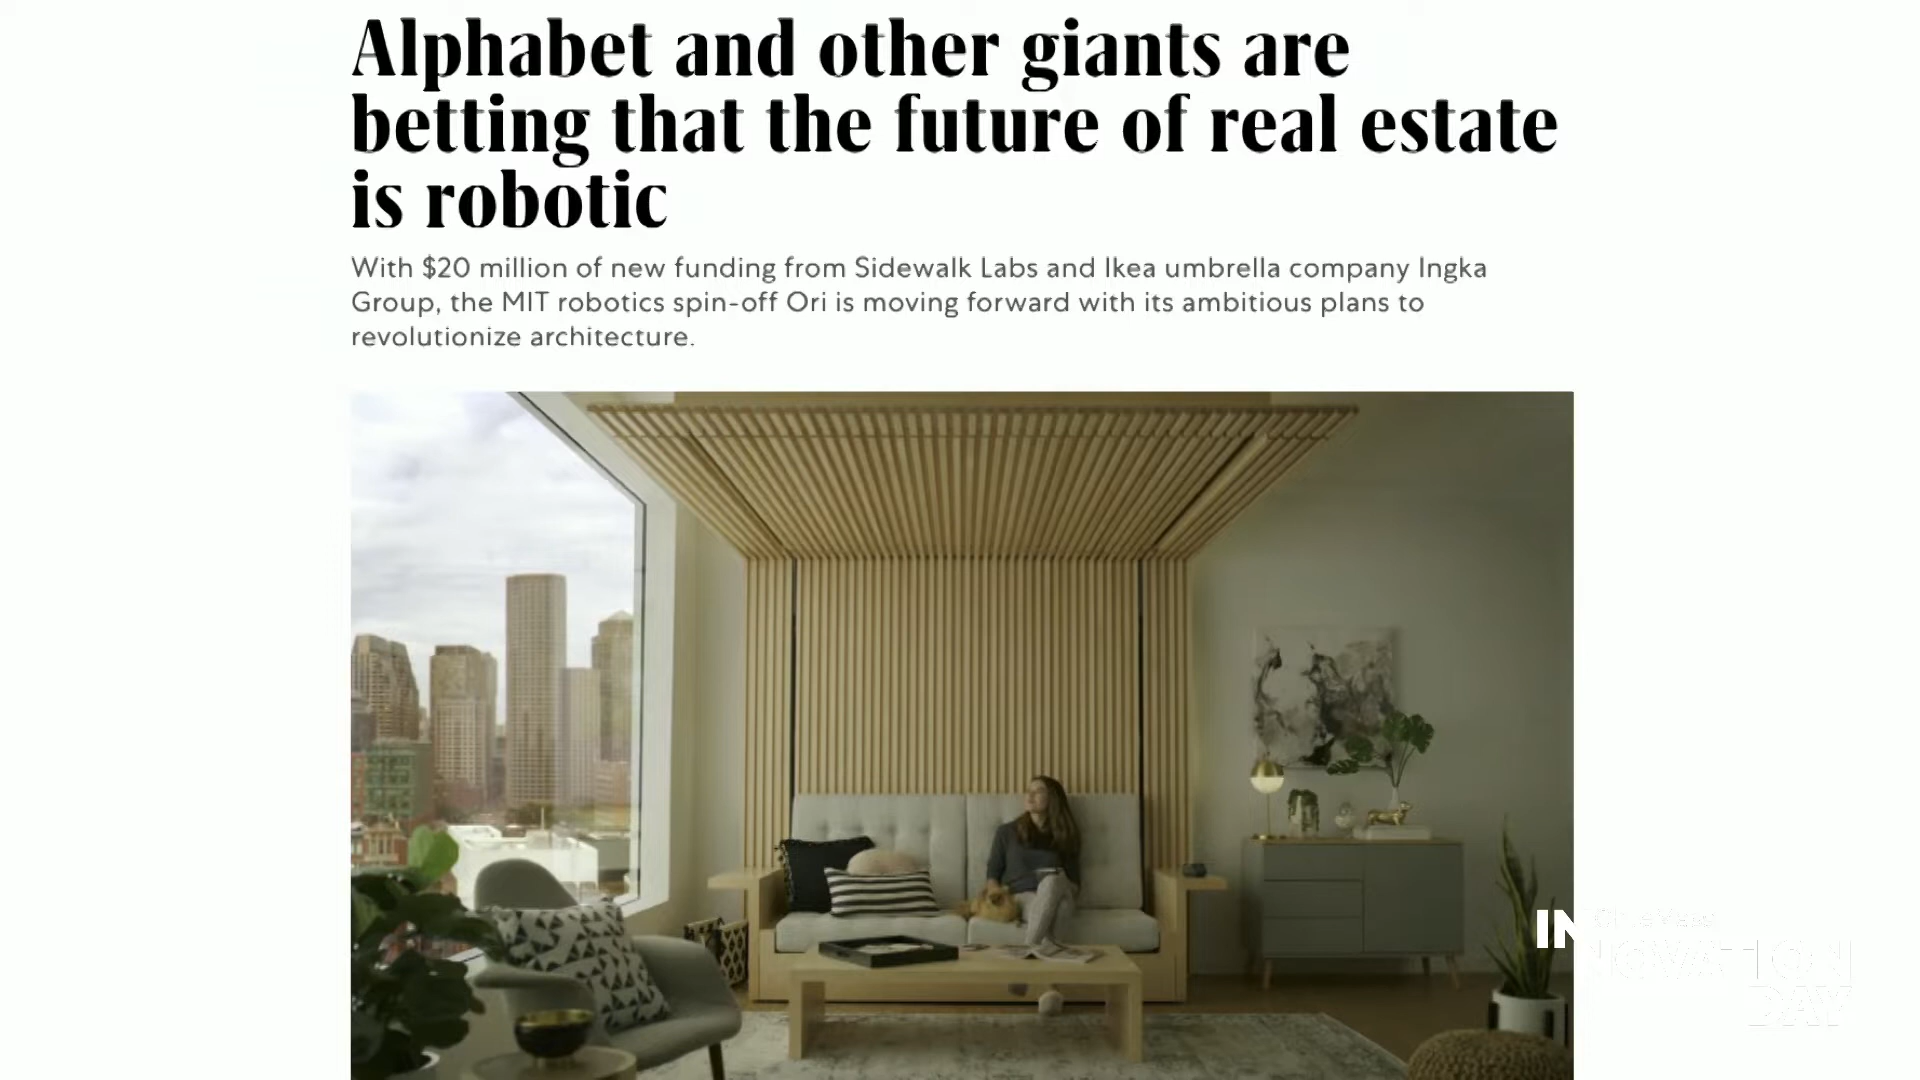 Alphabet and other giants are
betting that the future of real estate
is robotic
With $20 million of new funding from Sidewalk Labs and Ikea umbrella company Ingka
Group, the MIT robotics spin-off Ori is moving forward with its ambitious plans to
revolutionize architecture.
INNOVATION
DAY